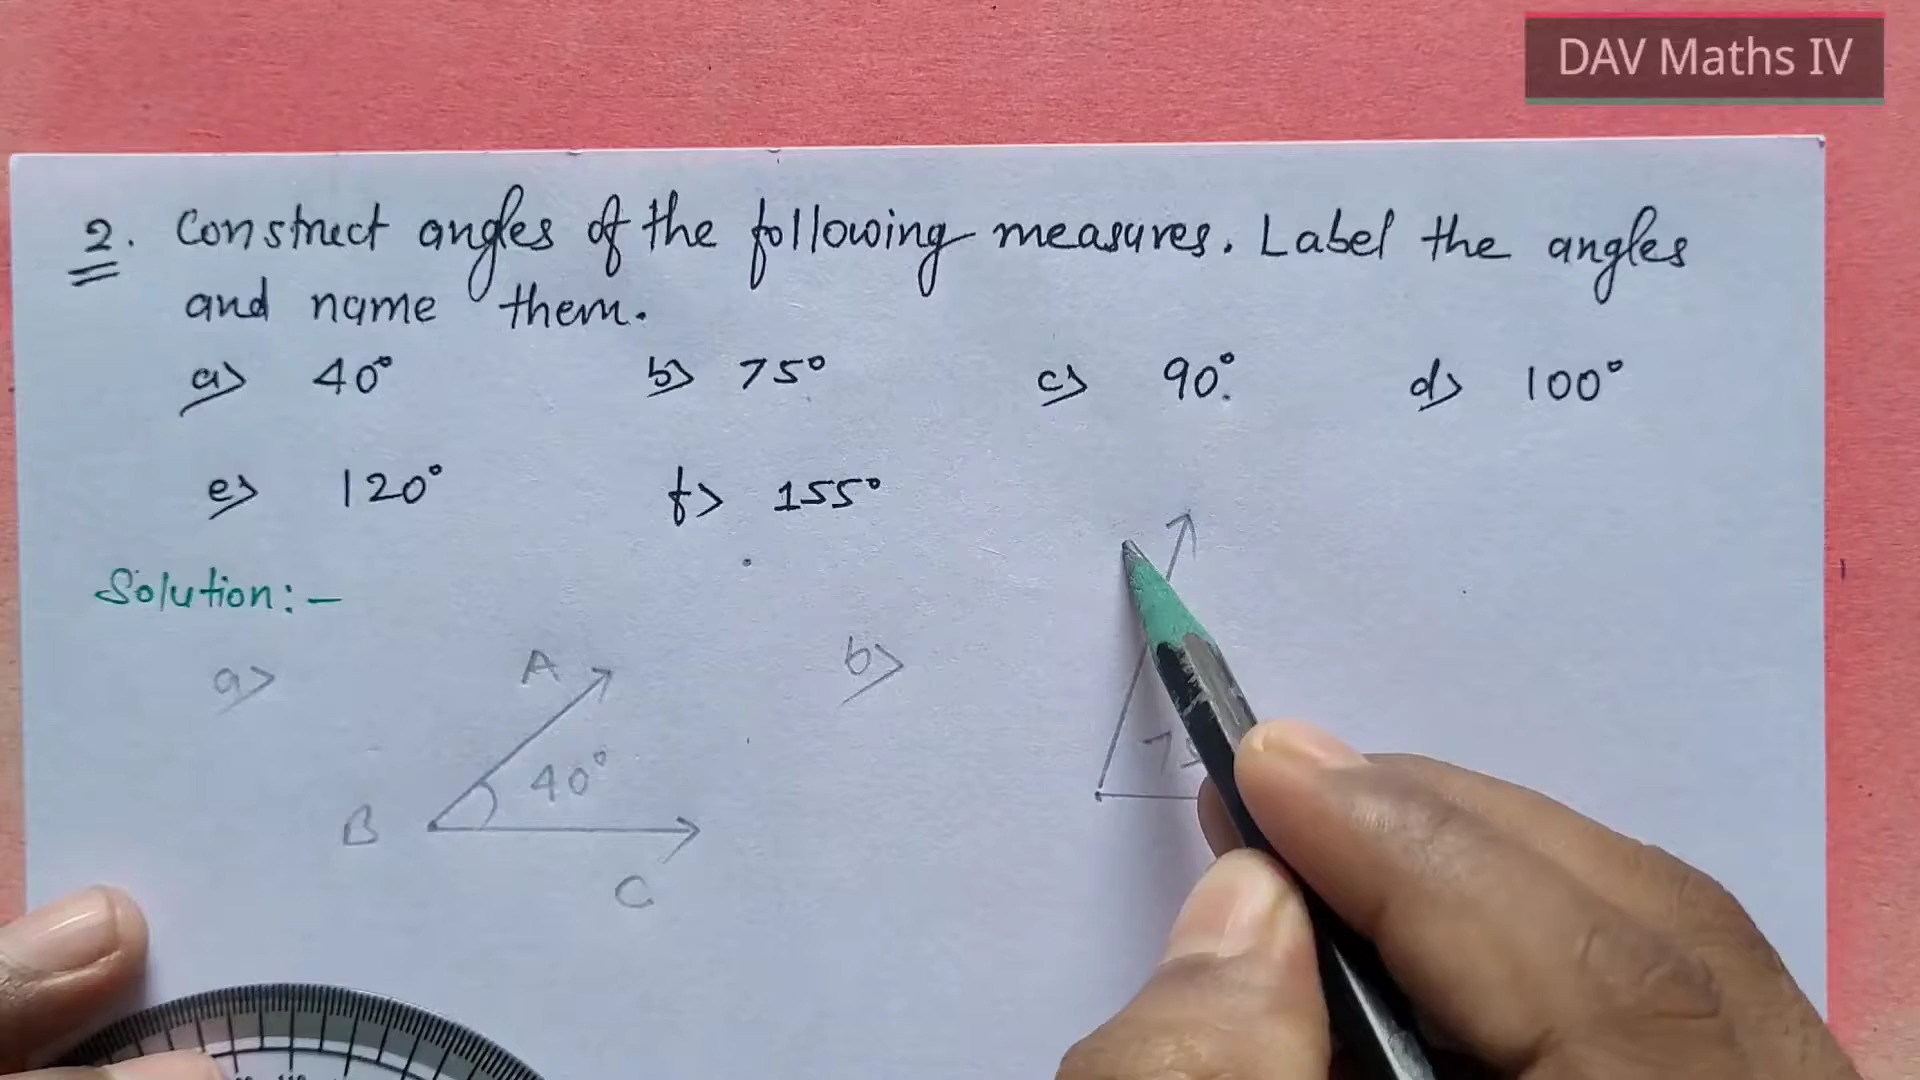 DAV Maths IV
2. Construct angles of the following measures. Label the angles
and name them.
a> 40° b> 75° c> 90° d> 100°
e> 120° f> 155°
Solution:-
a> A b>
40°
B
C